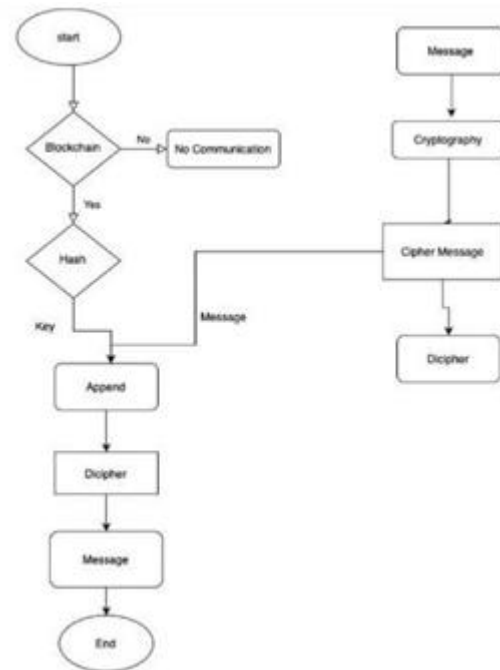 start
Blockchain
No
No Communication
Yes
Hash
Key
Message
Append
Dicipher
Message
End
Message
Cryptography
Cipher Message
Dicipher